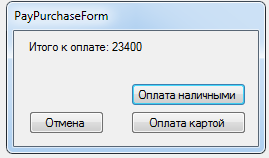 PayPurchaseForm
Итого к оплате: 23400
Оплата наличными
Отмена
Оплата картой